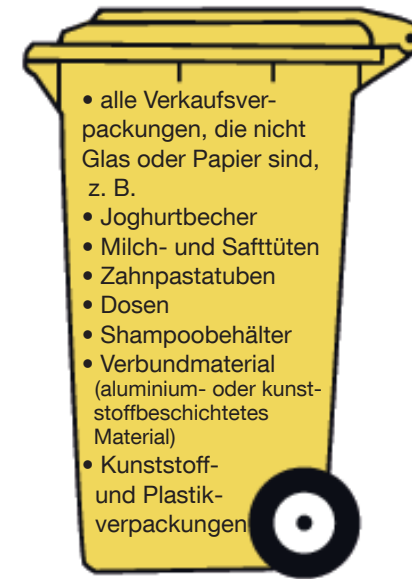 • alle Verkaufsver-
packungen, die nicht
Glas oder Papier sind,
z. B.
• Joghurtbecher
• Milch- und Safttüten
• Zahnpastatuben
• Dosen
• Shampoobehälter
• Verbundmaterial
(aluminium- oder kunst-
stoffbeschichtetes
Material)
• Kunststoff-
und Plastik-
verpackungen